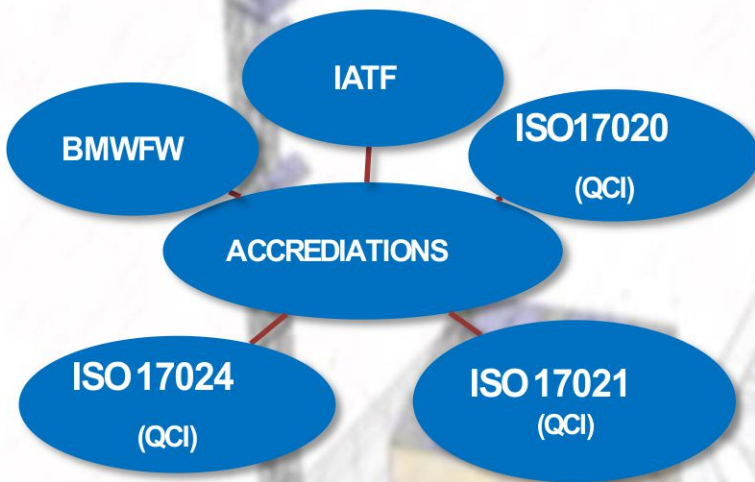 IATF
BMWFW
ISO17020
(QCI)
ACCREDIATIONS
ISO 17024
(QCI)
ISO 17021
(QCI)